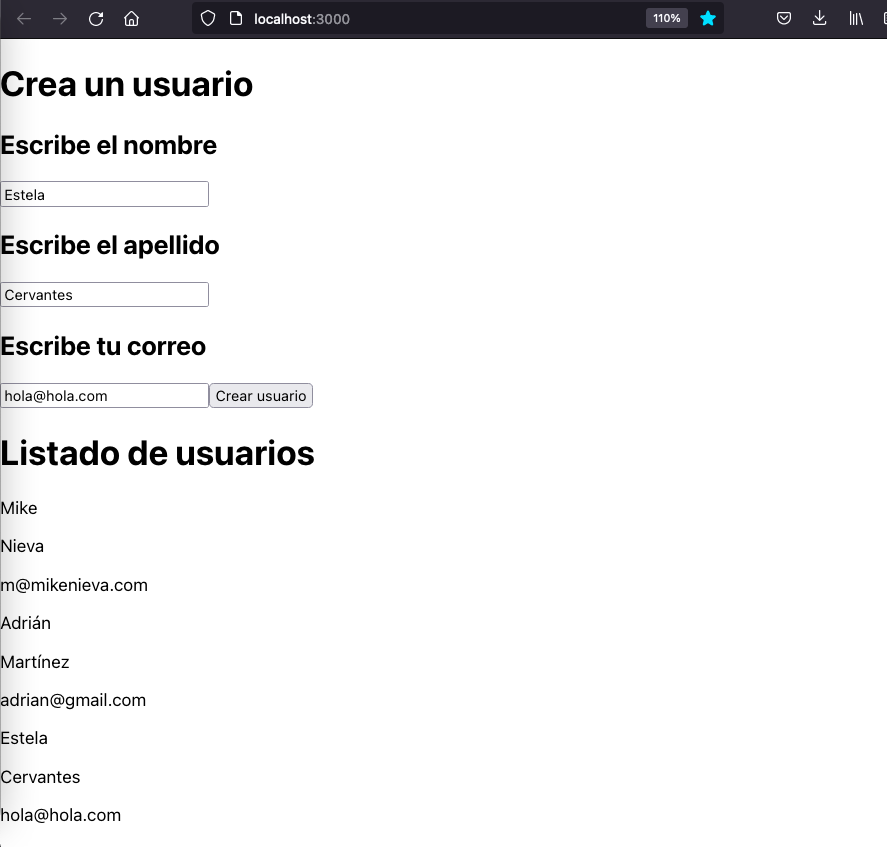 localhost:3000
110%
Crea un usuario
Escribe el nombre
Estela
Escribe el apellido
Cervantes
Escribe tu correo
hola@hola.com Crear usuario
Listado de usuarios
Mike
Nieva
m@mikenieva.com
Adrián
Martínez
adrian@gmail.com
Estela
Cervantes
hola@hola.com